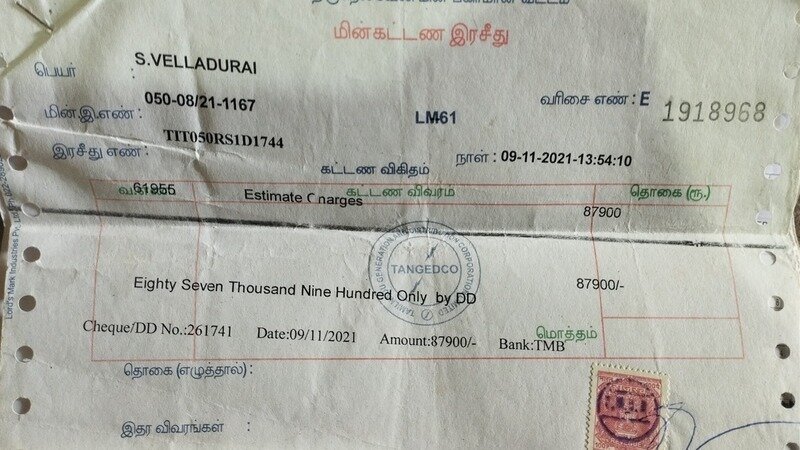 மின்கட்டண இரசீது
பெயர் S.VELLADURAI
மின்.இ.எண் : 050-08/21-1167 LM61 வரிசை எண் : E 1918968
இரசீது எண் : TIT050RS1D1744 நாள் : 09-11-2021-13:54:10
கட்டண விகிதம்
61955 Estimate Charges கட்டண விவரம் தொகை (ரூ.)
87900
TANGEDCO
Eighty Seven Thousand Nine Hundred Only by DD 87900/-
Cheque/DD No.:261741 Date:09/11/2021 Amount:87900/- Bank:TMB மொத்தம்
தொகை (எழுத்தால்) :
இதர விவரங்கள் :